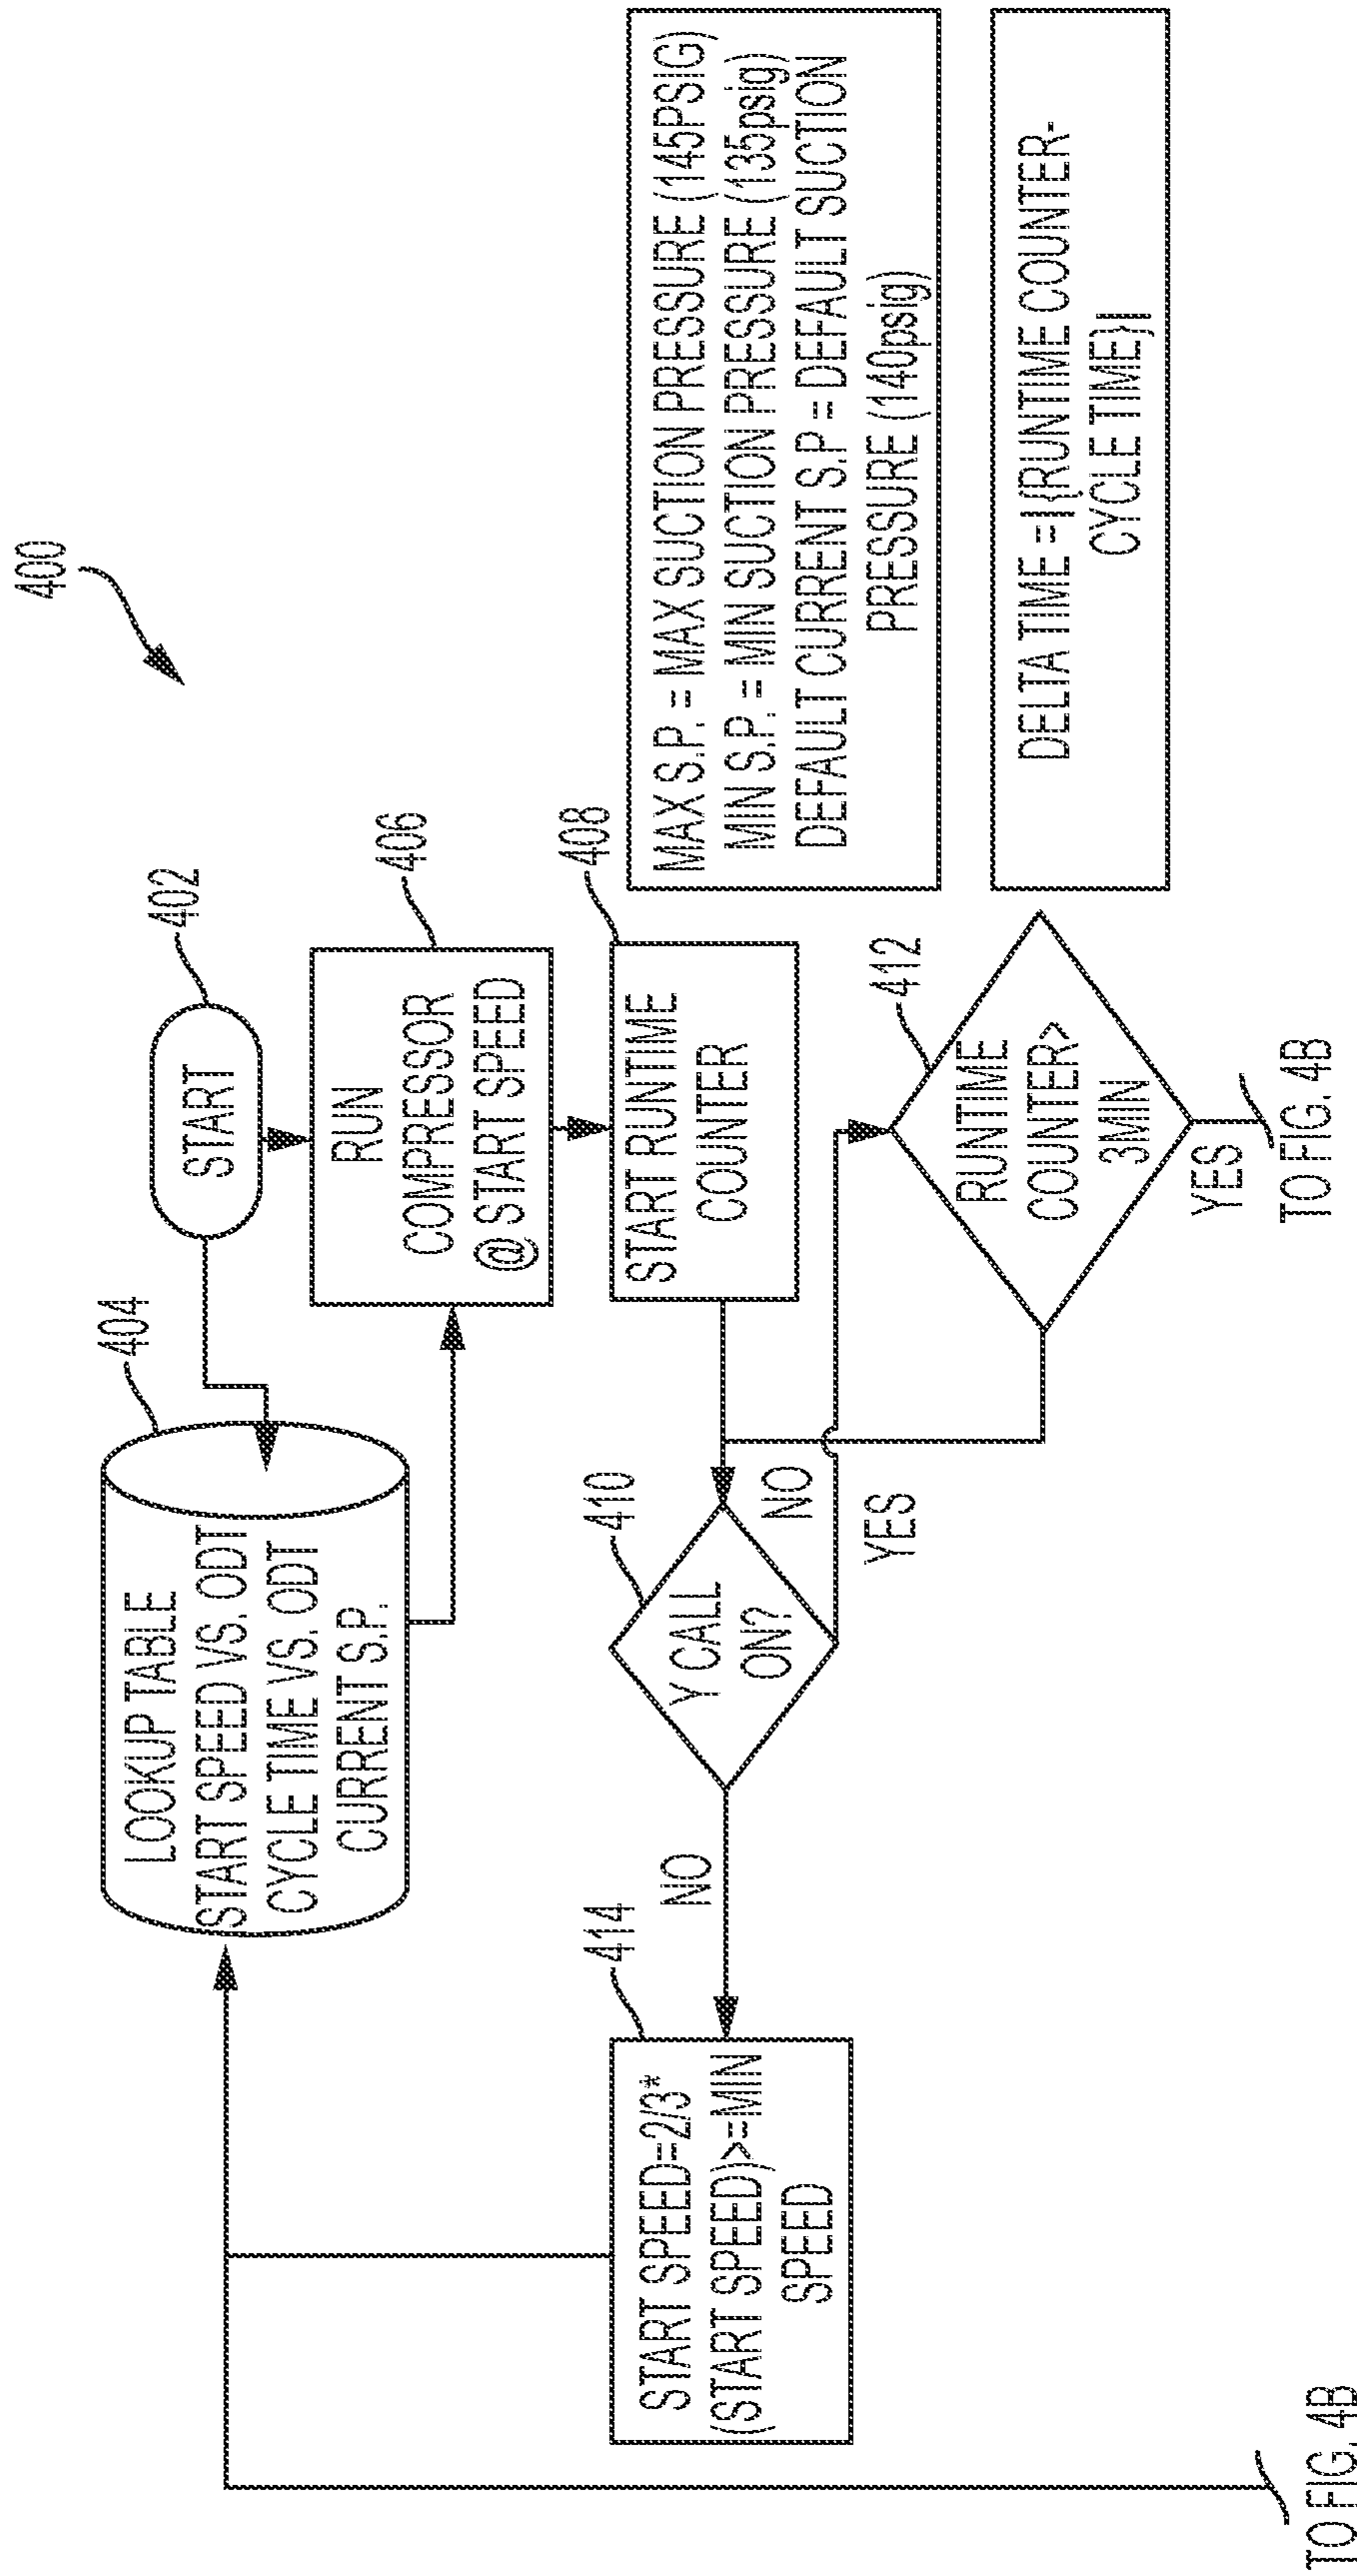 400
402
START
404
LOOKUP TABLE
START SPEED VS. ODT
CYCLE TIME VS. ODT
CURRENT S.P.
406
RUN
COMPRESSOR
@ START SPEED
408
START RUNTIME
COUNTER
MAX S.P. = MAX SUCTION PRESSURE (145PSIG)
MIN S.P. = MIN SUCTION PRESSURE (135psig)
DEFAULT CURRENT S.P = DEFAULT SUCTION
PRESSURE (140psig)
DELTA TIME =|{RUNTIME COUNTER-
CYCLE TIME}|
410
Y CALL
ON?
NO
YES
NO
412
RUNTIME
COUNTER>
3MIN
YES
TO FIG. 4B
414
START SPEED=2/3*
(START SPEED)>=MIN
SPEED
TO FIG. 4B